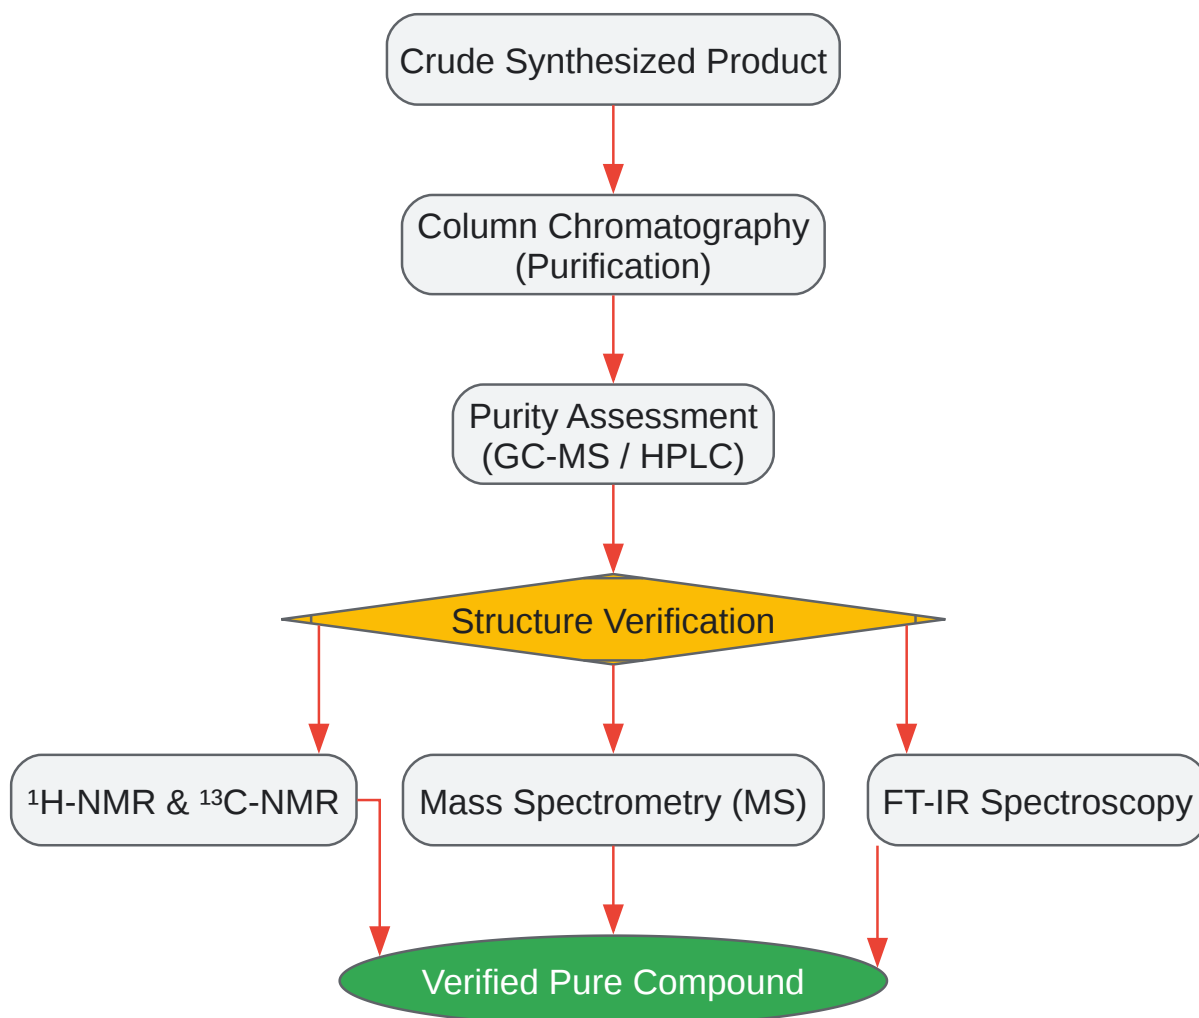 Crude Synthesized Product
Column Chromatography
(Purification)
Purity Assessment
(GC-MS / HPLC)
Structure Verification
¹H-NMR & ¹³C-NMR
Mass Spectrometry (MS)
FT-IR Spectroscopy
Verified Pure Compound